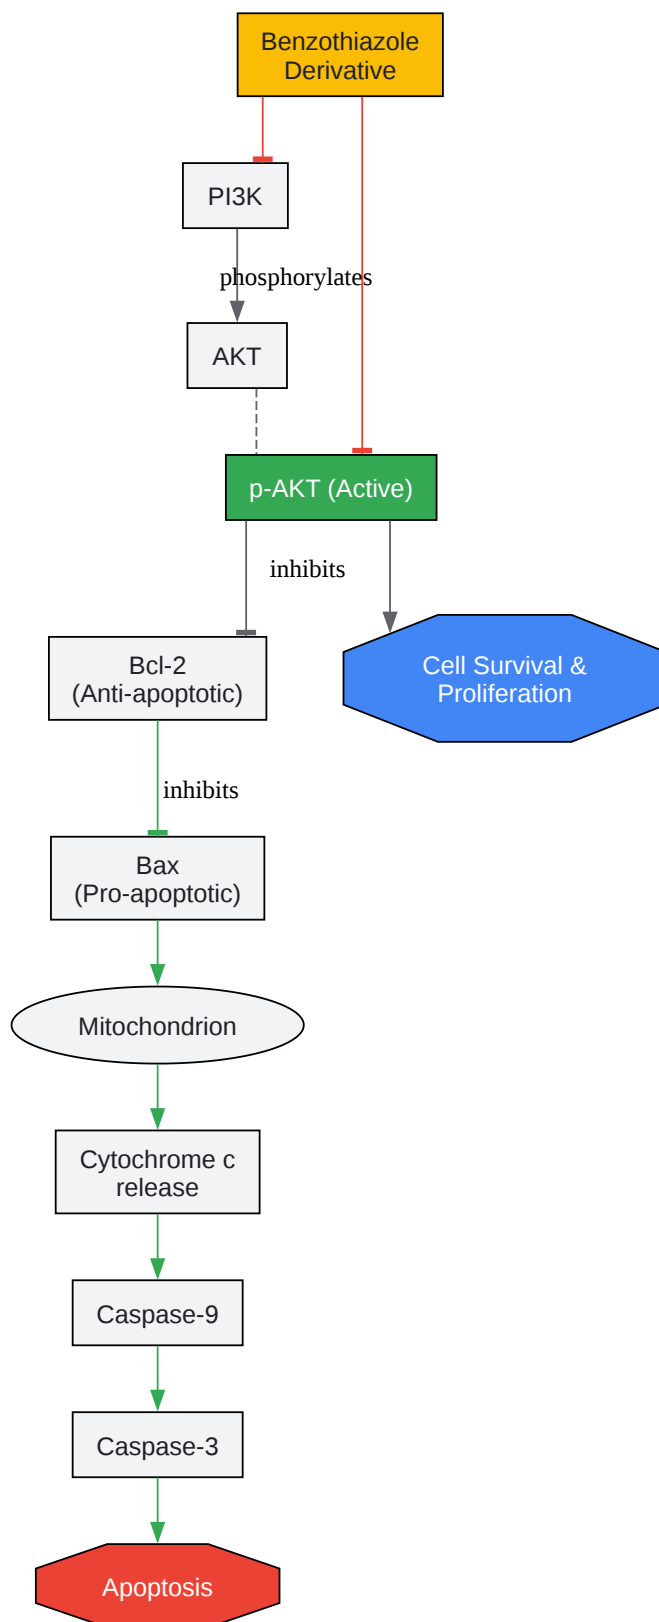 Benzothiazole
Derivative
PI3K
phosphorylates
AKT
p-AKT (Active)
inhibits
Bcl-2
(Anti-apoptotic)
Cell Survival &
Proliferation
inhibits
Bax
(Pro-apoptotic)
Mitochondrion
Cytochrome c
release
Caspase-9
Caspase-3
Apoptosis